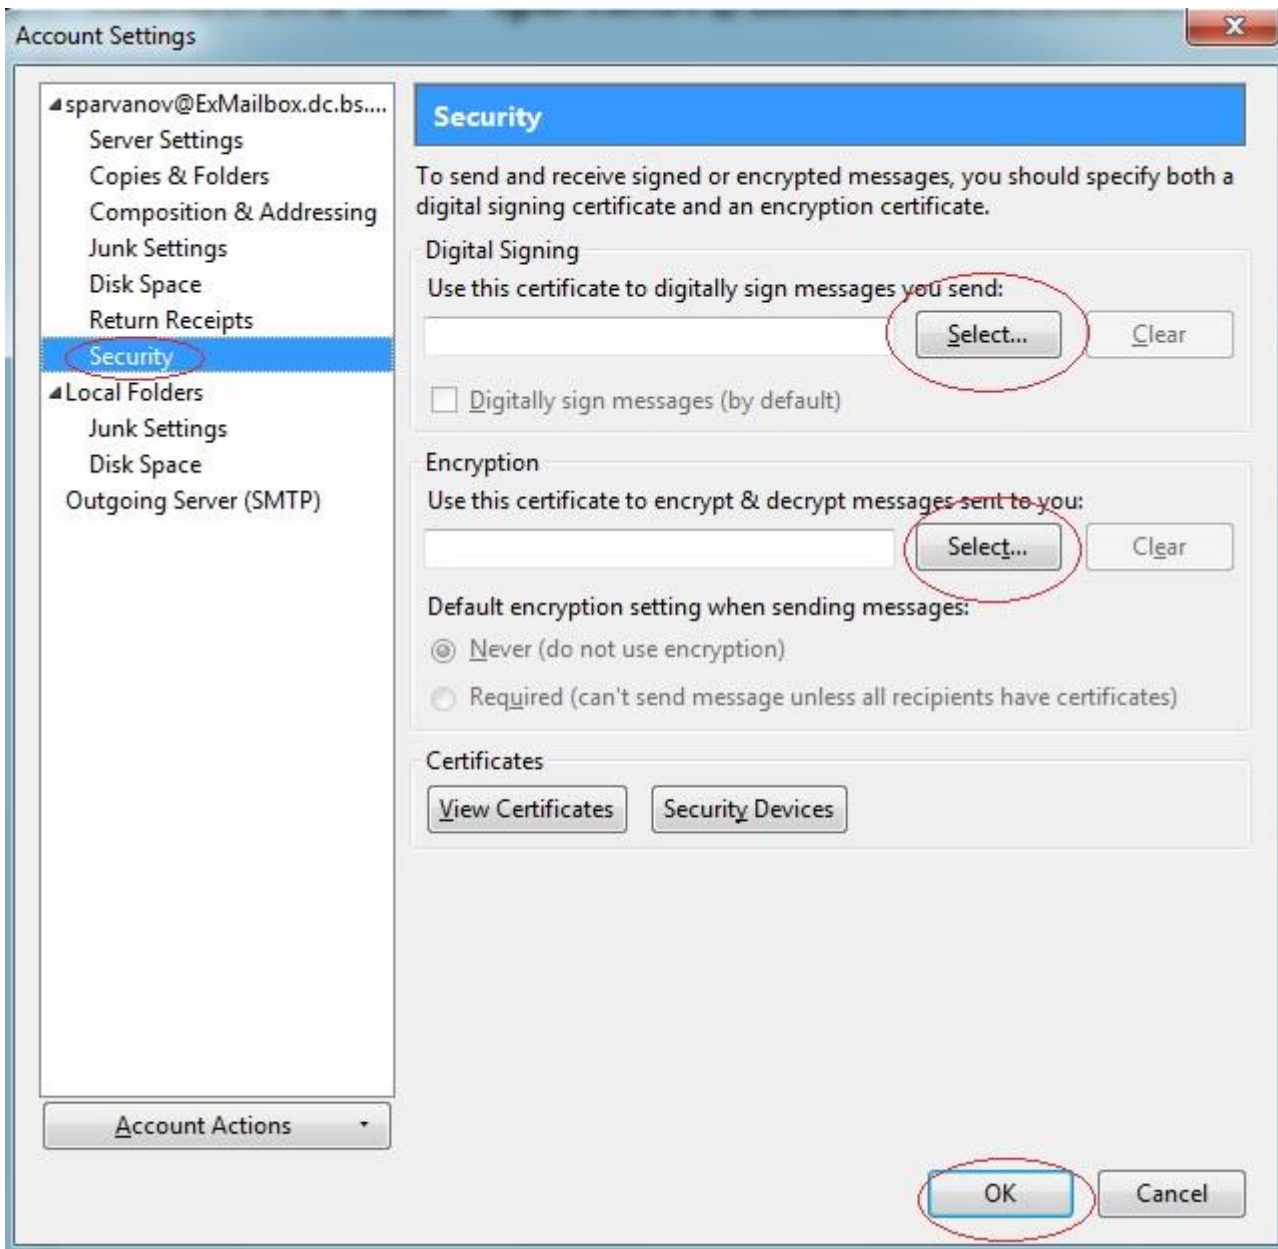 Account Settings
sparvanov@ExMailbox.dc.bs....
Server Settings
Copies & Folders
Composition & Addressing
Junk Settings
Disk Space
Return Receipts
Security
Local Folders
Junk Settings
Disk Space
Outgoing Server (SMTP)
Account Actions
Security
To send and receive signed or encrypted messages, you should specify both a
digital signing certificate and an encryption certificate.
Digital Signing
Use this certificate to digitally sign messages you send:
Select... Clear
Digitally sign messages (by default)
Encryption
Use this certificate to encrypt & decrypt messages sent to you:
Select... Clear
Default encryption setting when sending messages:
Never (do not use encryption)
Required (can't send message unless all recipients have certificates)
Certificates
View Certificates Security Devices
OK Cancel